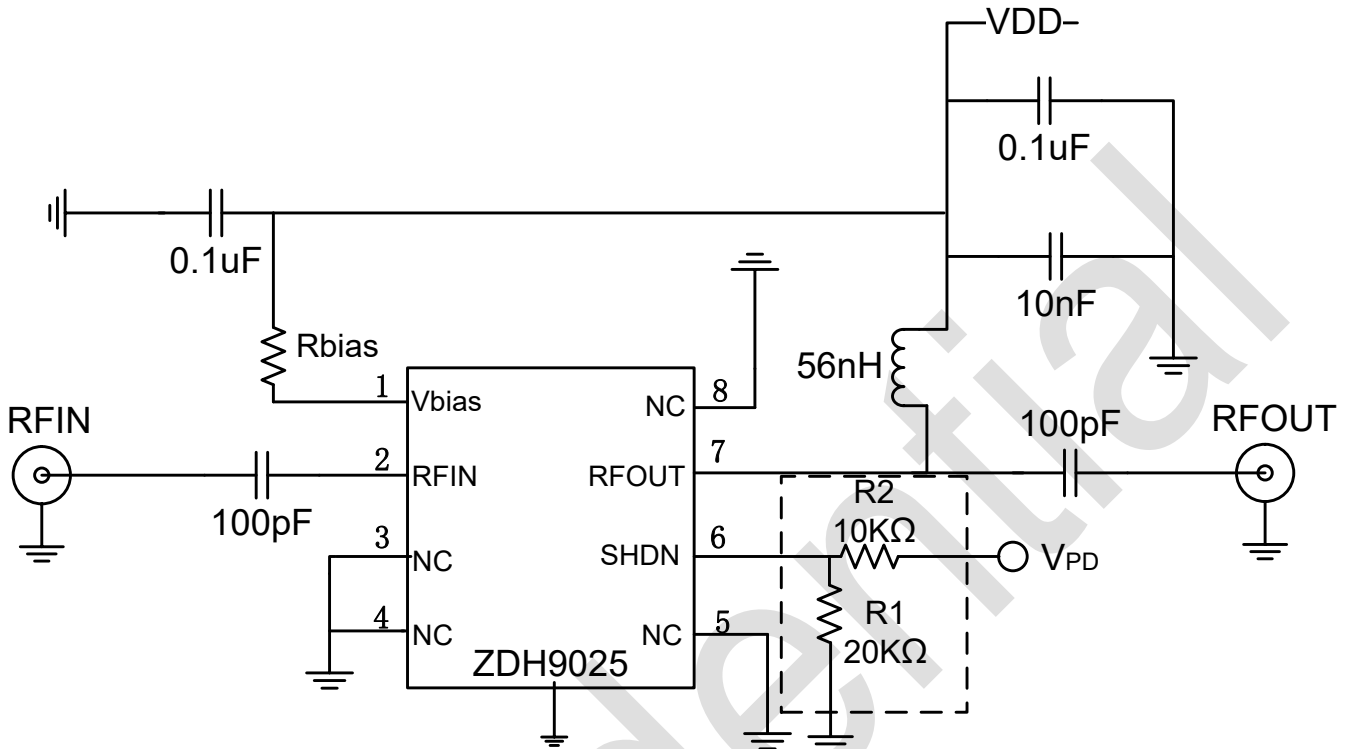 VDD
0.1uF
0.1uF
10nF
Rbias
56nH
1
Vbias
NC
8
RFIN
100pF
RFOUT
2
RFIN
RFOUT
7
100pF
R2
10KΩ
3
NC
SHDN
6
VPD
R1
20KΩ
4
NC
NC
5
ZDH9025
dential